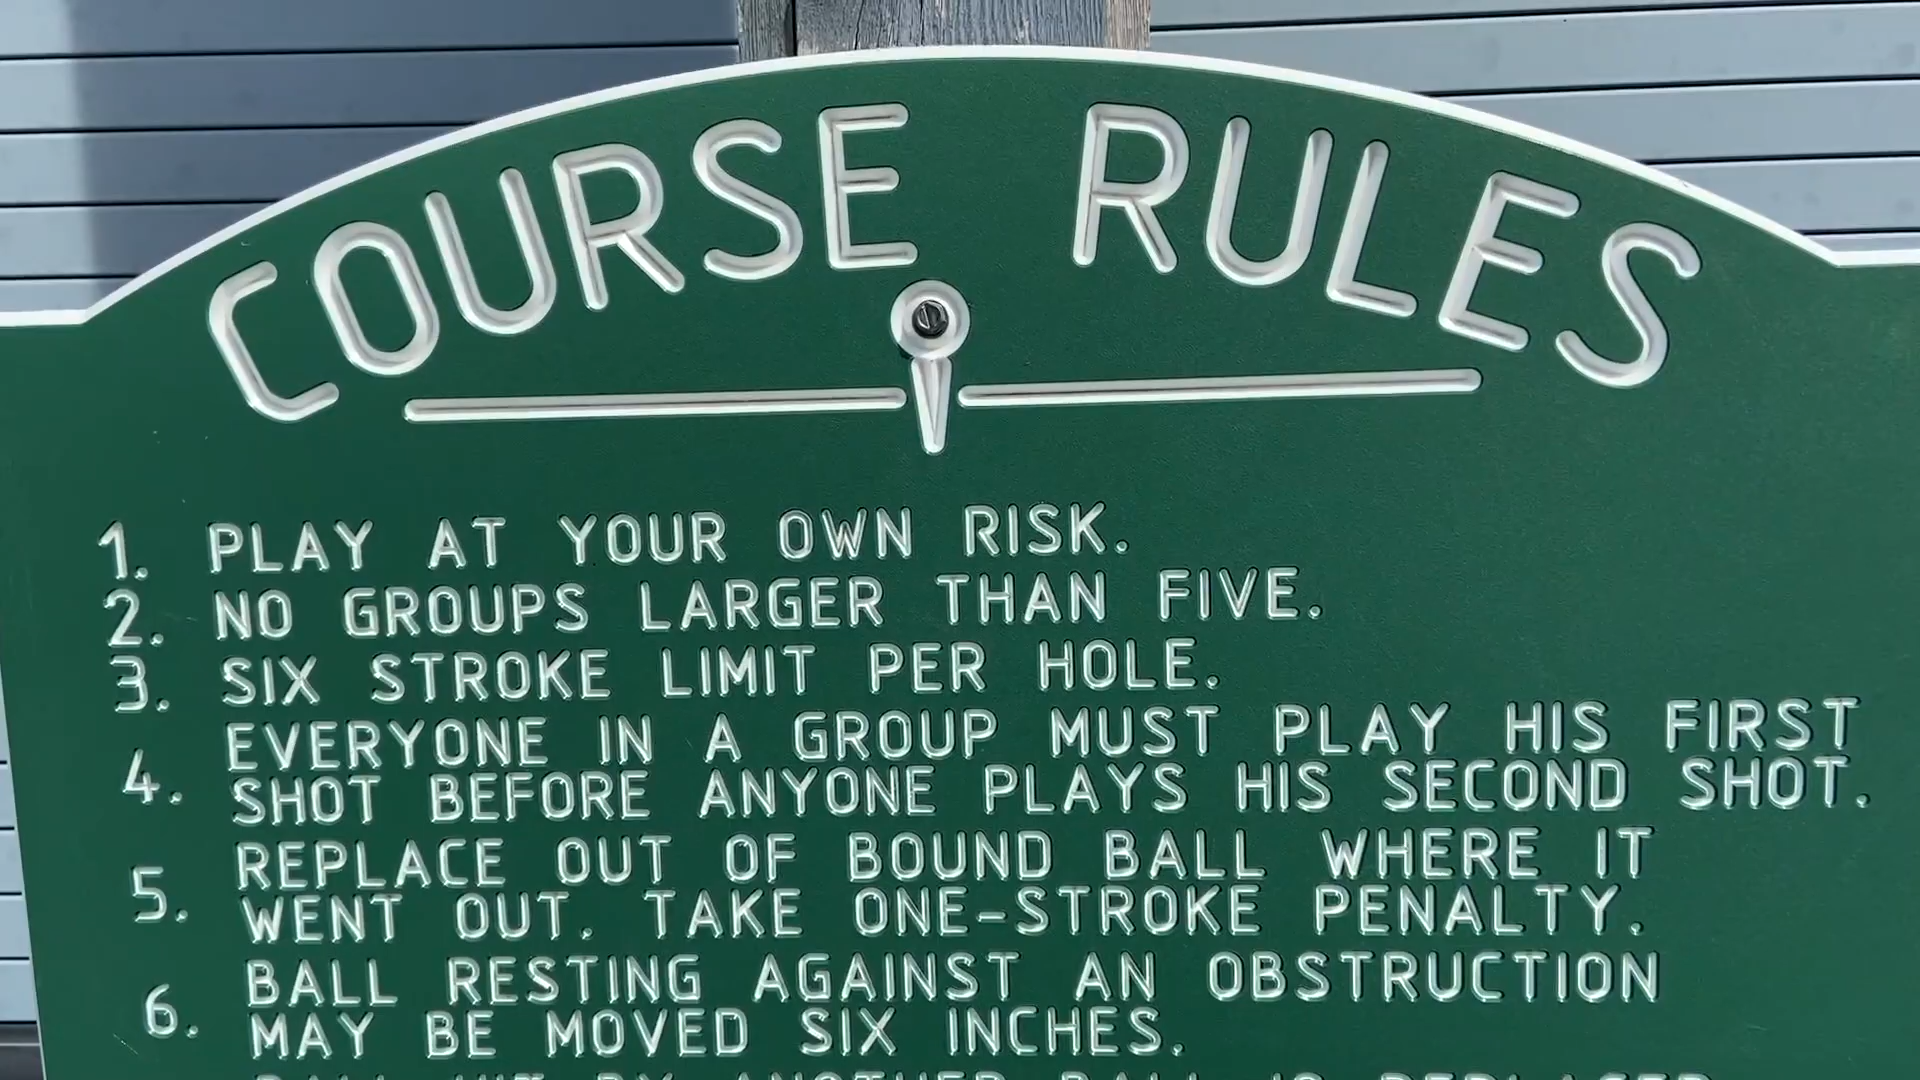 COURSE RULES
1. PLAY AT YOUR OWN RISK.
2. NO GROUPS LARGER THAN FIVE.
3. SIX STROKE LIMIT PER HOLE.
4. EVERYONE IN A GROUP MUST PLAY HIS FIRST
SHOT BEFORE ANYONE PLAYS HIS SECOND SHOT.
5. REPLACE OUT OF BOUND BALL WHERE IT
WENT OUT. TAKE ONE-STROKE PENALTY.
6. BALL RESTING AGAINST AN OBSTRUCTION
MAY BE MOVED SIX INCHES.